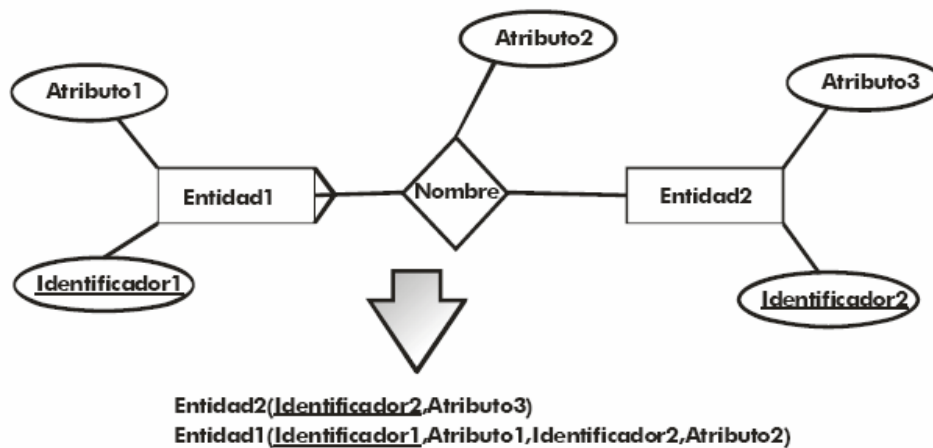 Atributo2
Atributo1
Atributo3
Entidad1
Nombre
Entidad2
Identificador1
Identificador2
Entidad2(Identificador2,Atributo3)
Entidad1(Identificador1,Atributo1,Identificador2,Atributo2)